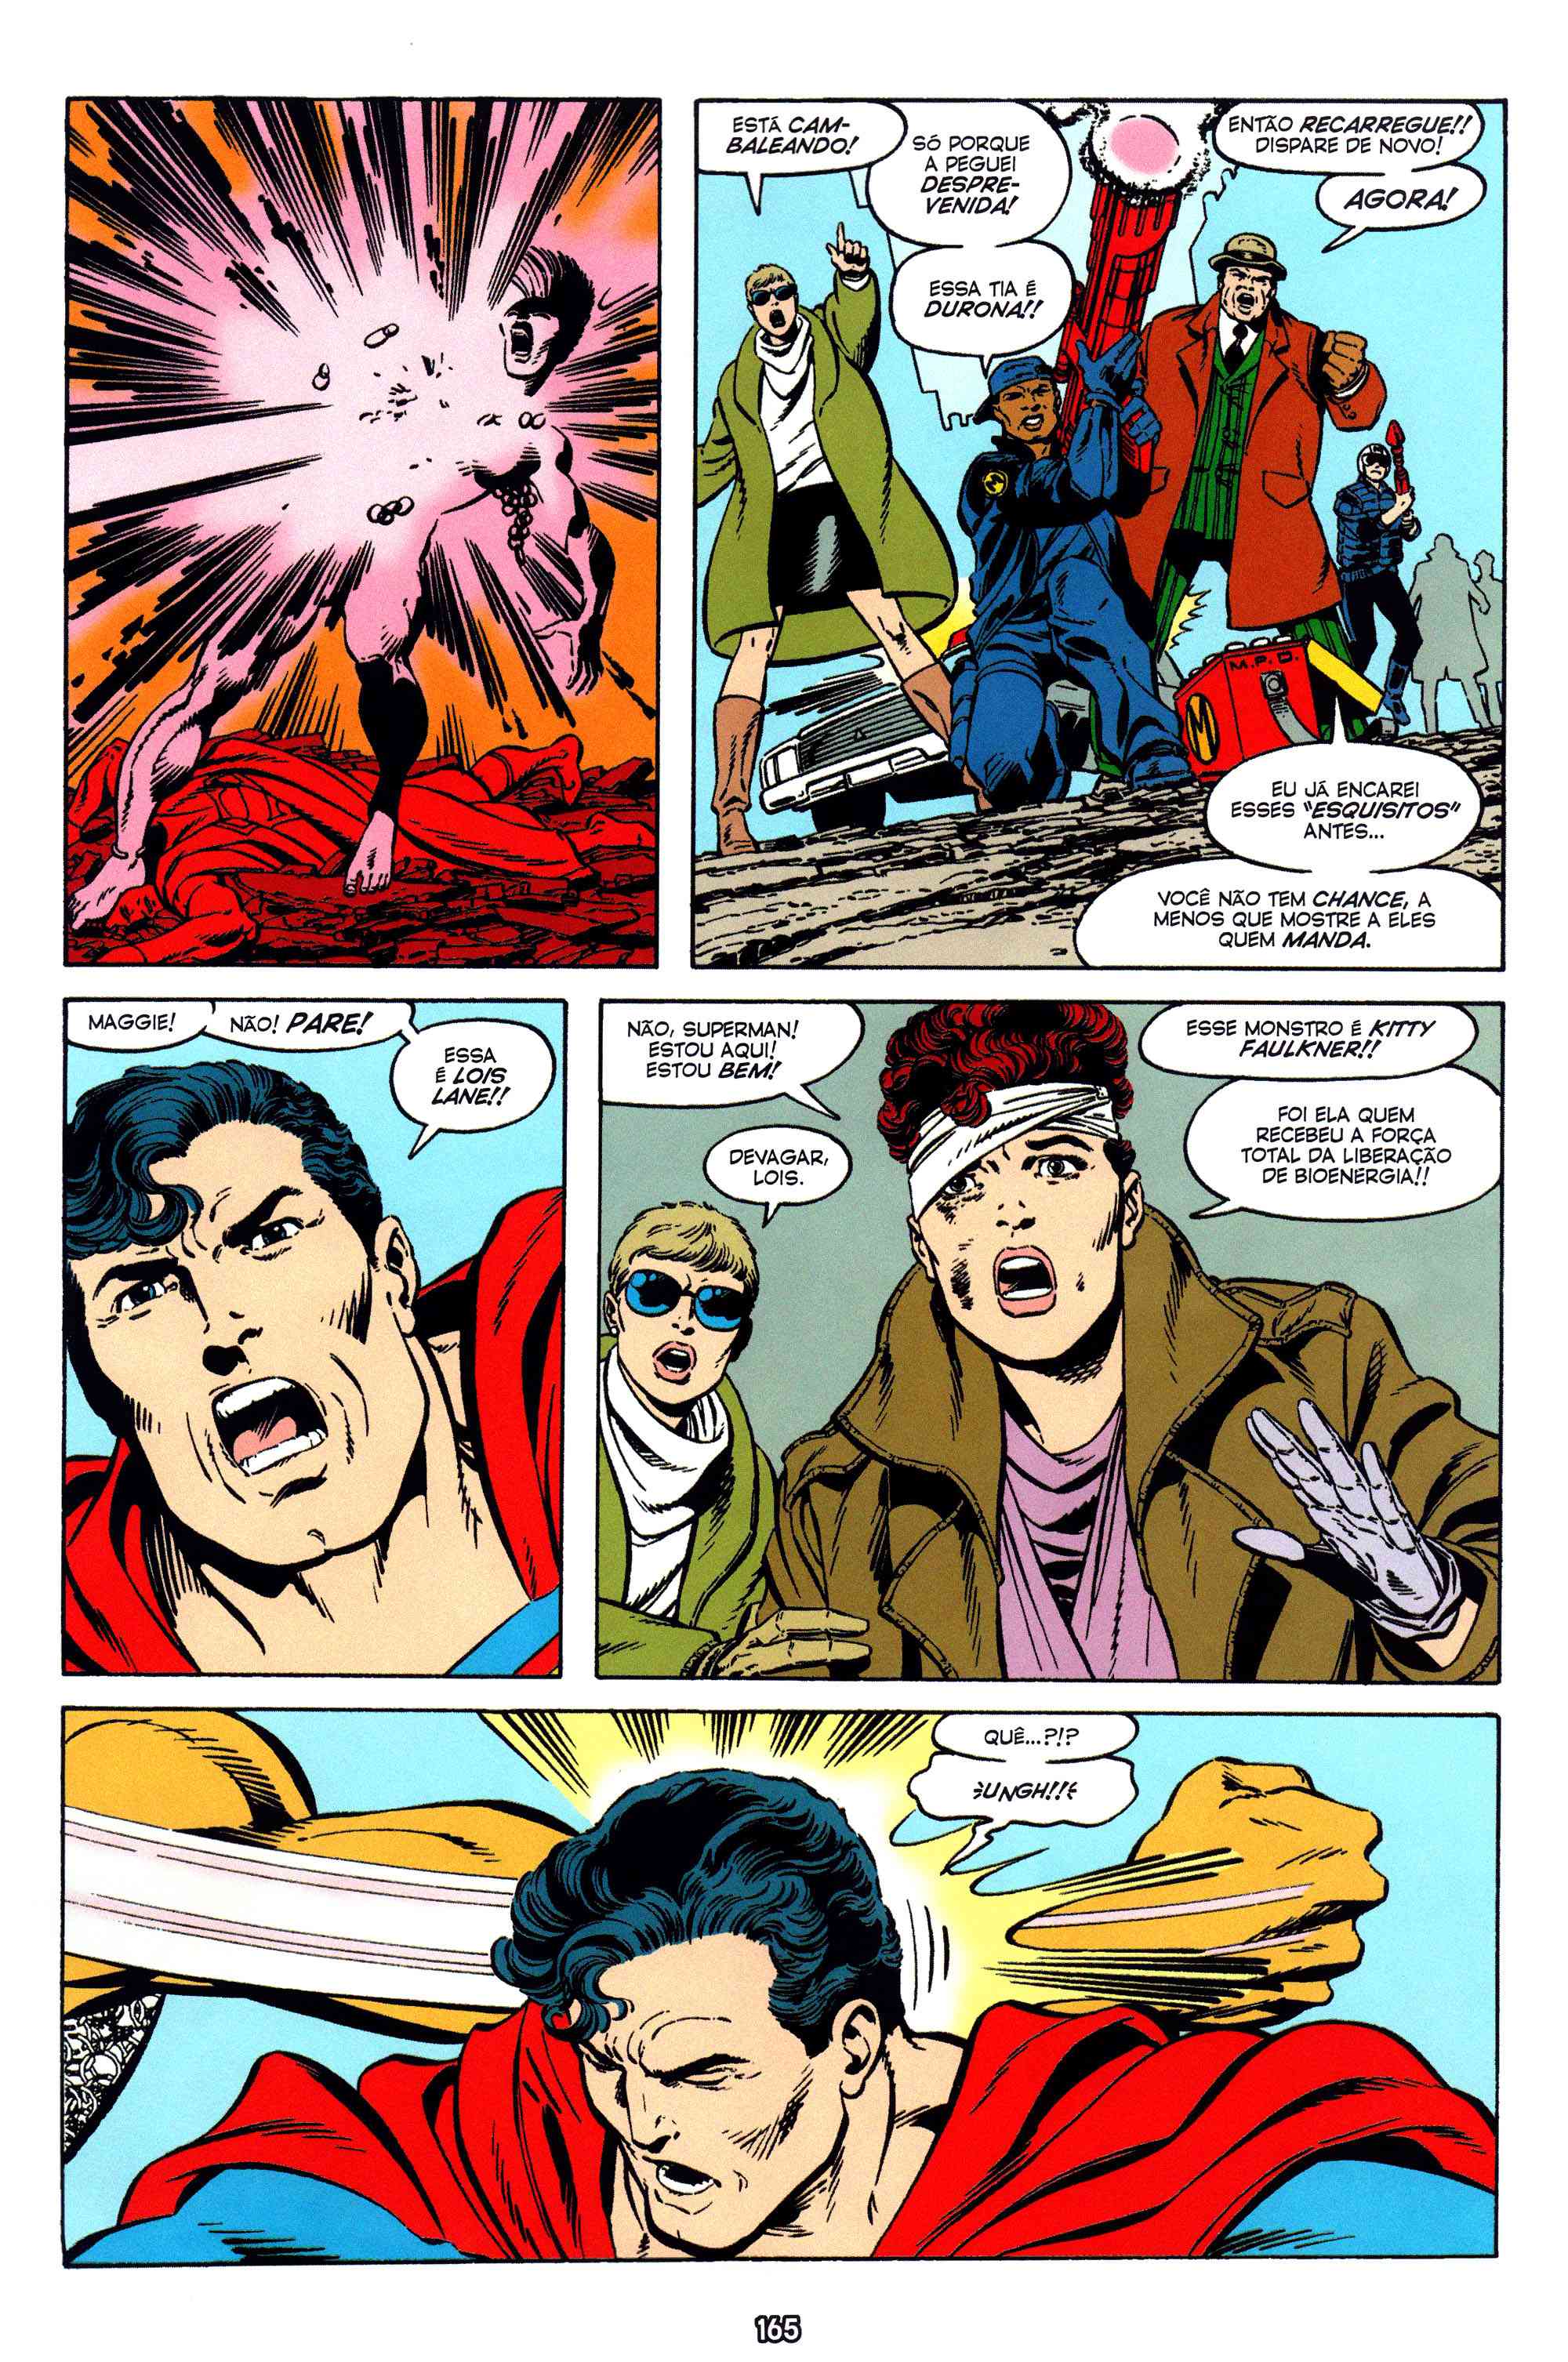 ESTÁ CAM-
BALEANDO!
SÓ PORQUE
A PEGUEI
DESPRE-
VENIDA!
ESSA TIA É
DURONA!!
ENTÃO RECARREGUE!!
DISPARE DE NOVO!
AGORA!
M.P.D.
M
EU JÁ ENCAREI
ESSES "ESQUISITOS"
ANTES...
VOCÊ NÃO TEM CHANCE, A
MENOS QUE MOSTRE A ELES
QUEM MANDA.
MAGGIE!
NÃO! PARE!
ESSA
É LOIS
LANE!!
NÃO, SUPERMAN!
ESTOU AQUI!
ESTOU BEM!
DEVAGAR,
LOIS.
ESSE MONSTRO É KITTY
FAULKNER!!
FOI ELA QUEM
RECEBEU A FORÇA
TOTAL DA LIBERAÇÃO
DE BIOENERGIA!!
QUÊ...?!?
UNGH!!!
165